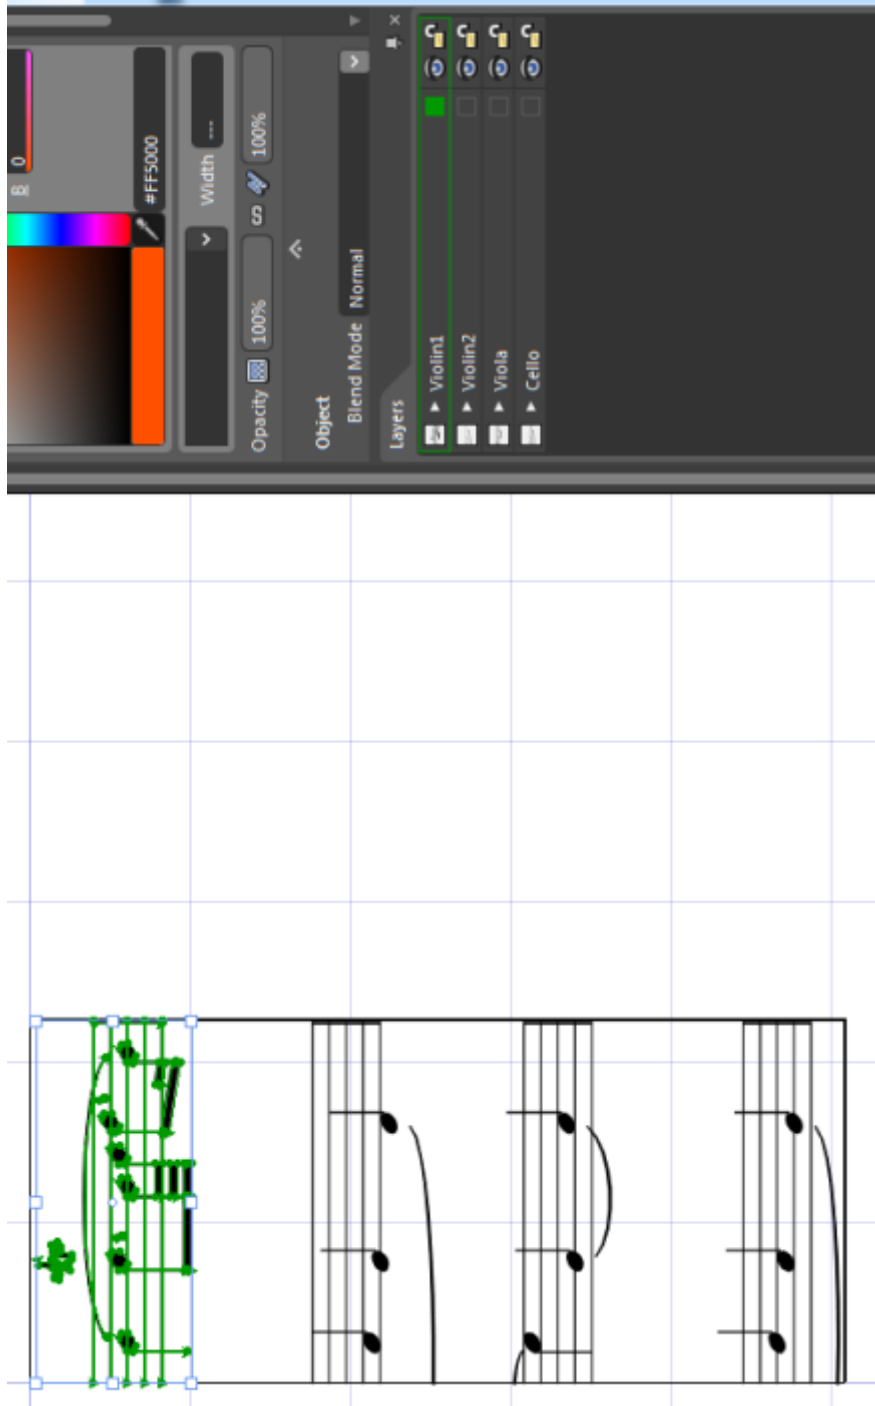 B 0
#FF5000
Width ---
Opacity 100% S 100%
Object
Blend Mode Normal
Layers
Violin1
Violin2
Viola
Cello